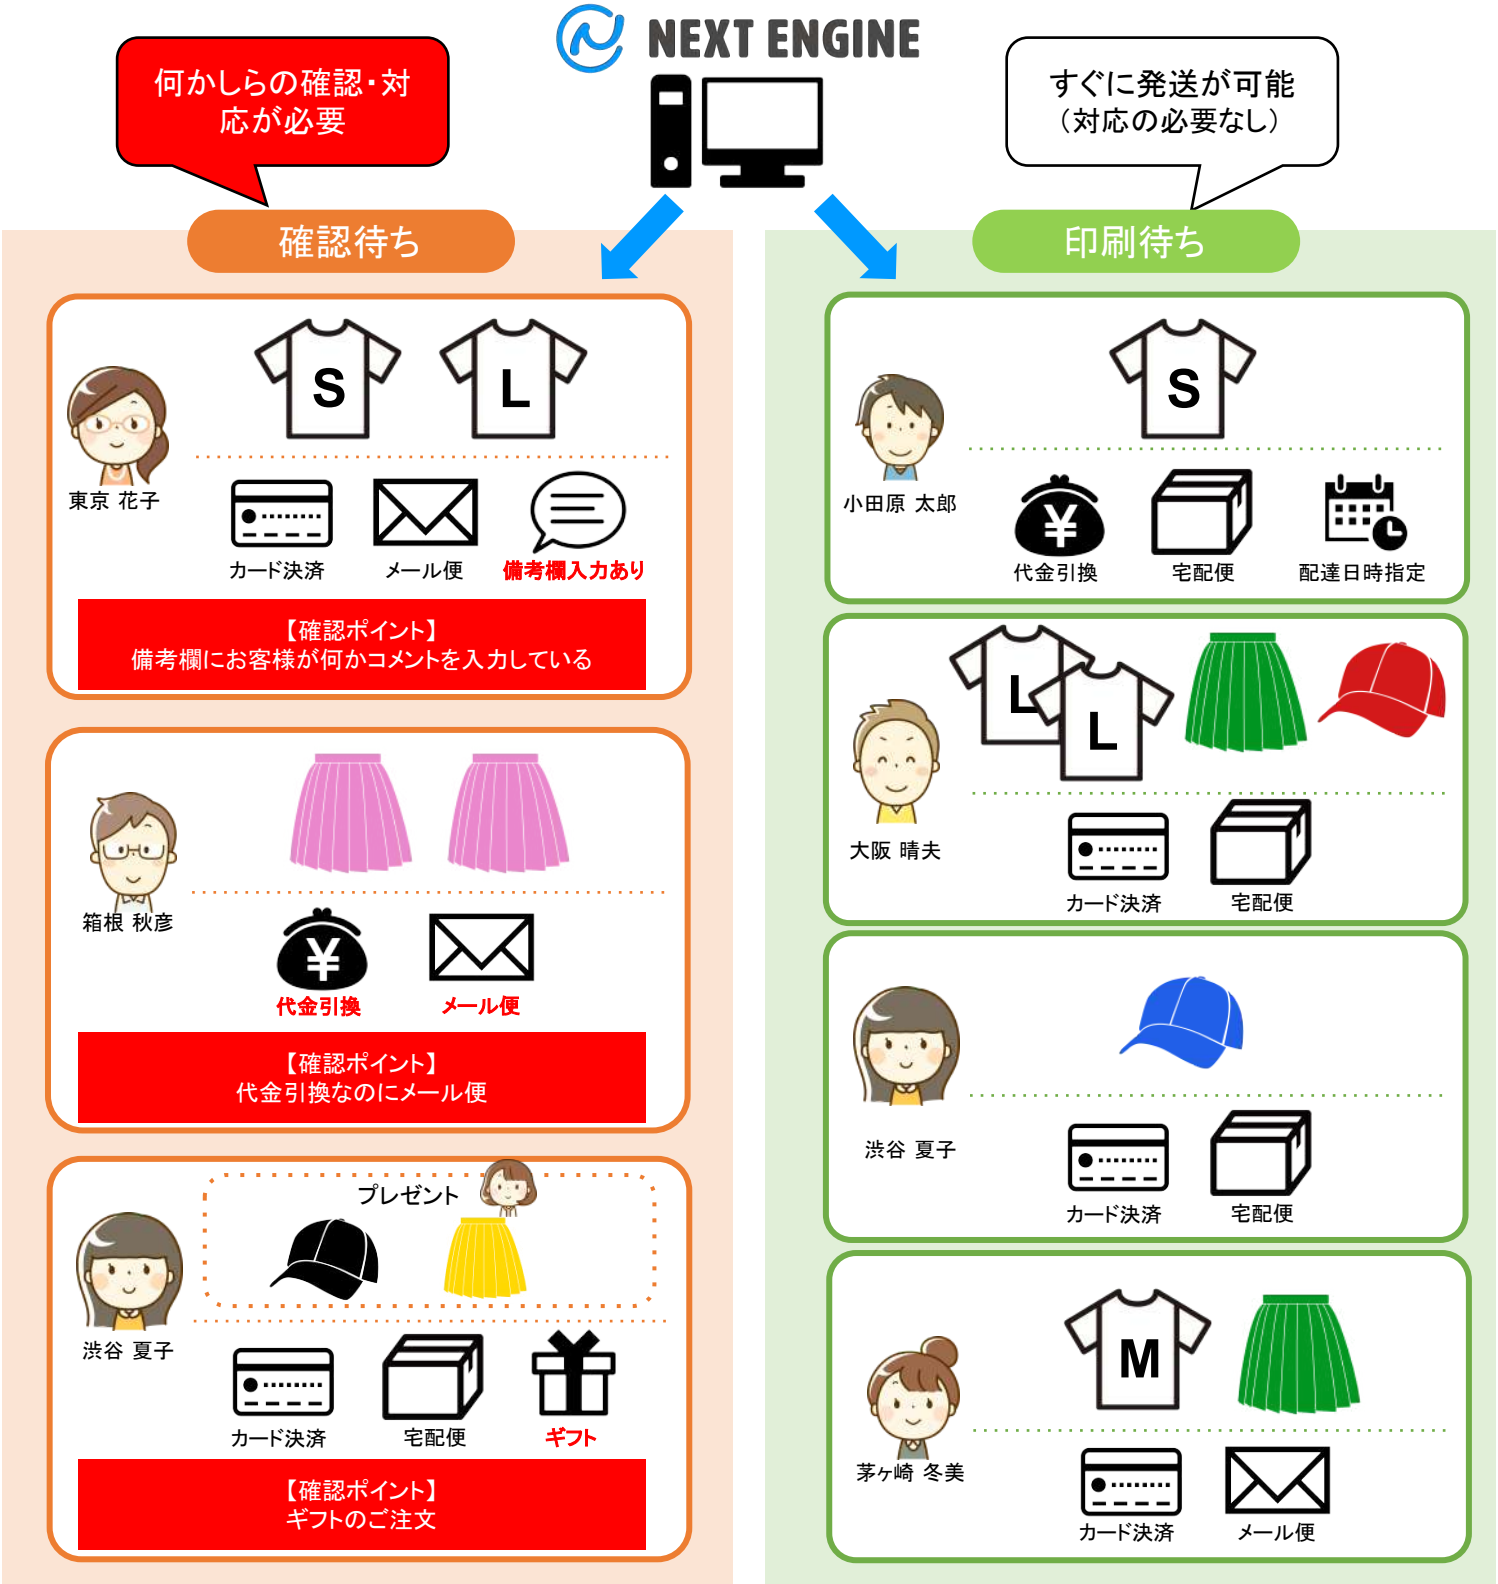 NEXT ENGINE
何かしらの確認・対
応が必要
すぐに発送が可能
（対応の必要なし）
確認待ち
S
L
東京 花子
カード決済
メール便
備考欄入力あり
【確認ポイント】
備考欄にお客様が何かコメントを入力している
箱根 秋彦
¥
代金引換
メール便
【確認ポイント】
代金引換なのにメール便
プレゼント
渋谷 夏子
カード決済
宅配便
ギフト
【確認ポイント】
ギフトのご注文
印刷待ち
S
小田原 太郎
¥
代金引換
宅配便
配達日時指定
L
L
大阪 晴夫
カード決済
宅配便
渋谷 夏子
カード決済
宅配便
M
茅ヶ崎 冬美
カード決済
メール便